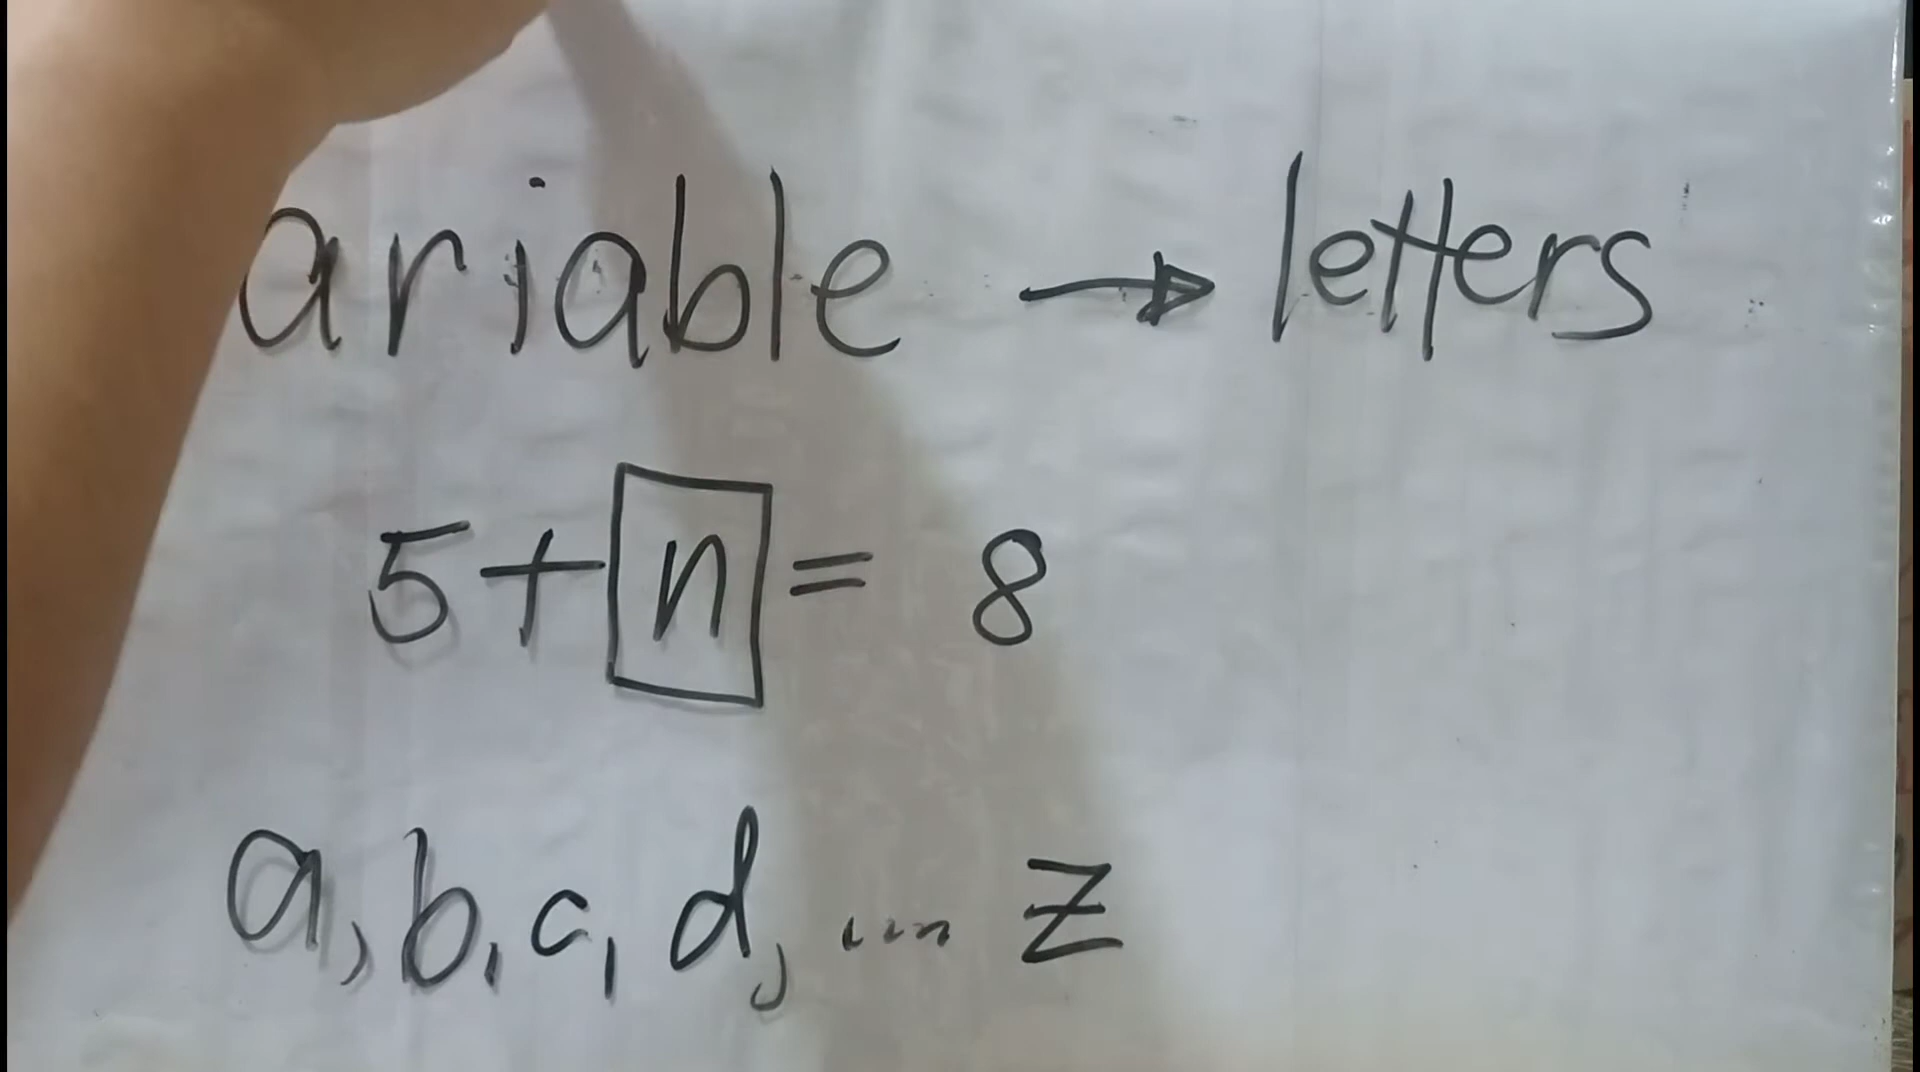 ariable → letters
5 + n = 8
a, b, c, d, ... z